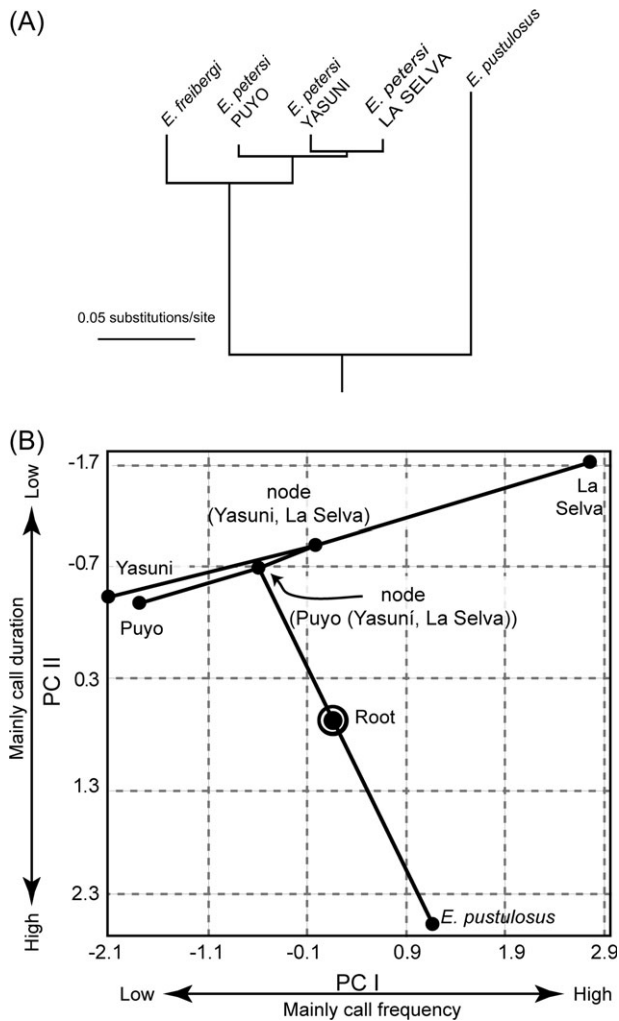 (A)
E. freibergi
E. petersi
PUYO
E. petersi
YASUNI
E. petersi
LA SELVA
E. pustulosus
0.05 substitutions/site
(B)
Low
Mainly call duration
High
PC II
-1.7
-0.7
0.3
1.3
2.3
node
(Yasuni, La Selva)
La
Selva
Yasuni
Puyo
node
(Puyo (Yasuní, La Selva))
Root
E. pustulosus
-2.1
-1.1
-0.1
0.9
1.9
2.9
PC I
Low
High
Mainly call frequency